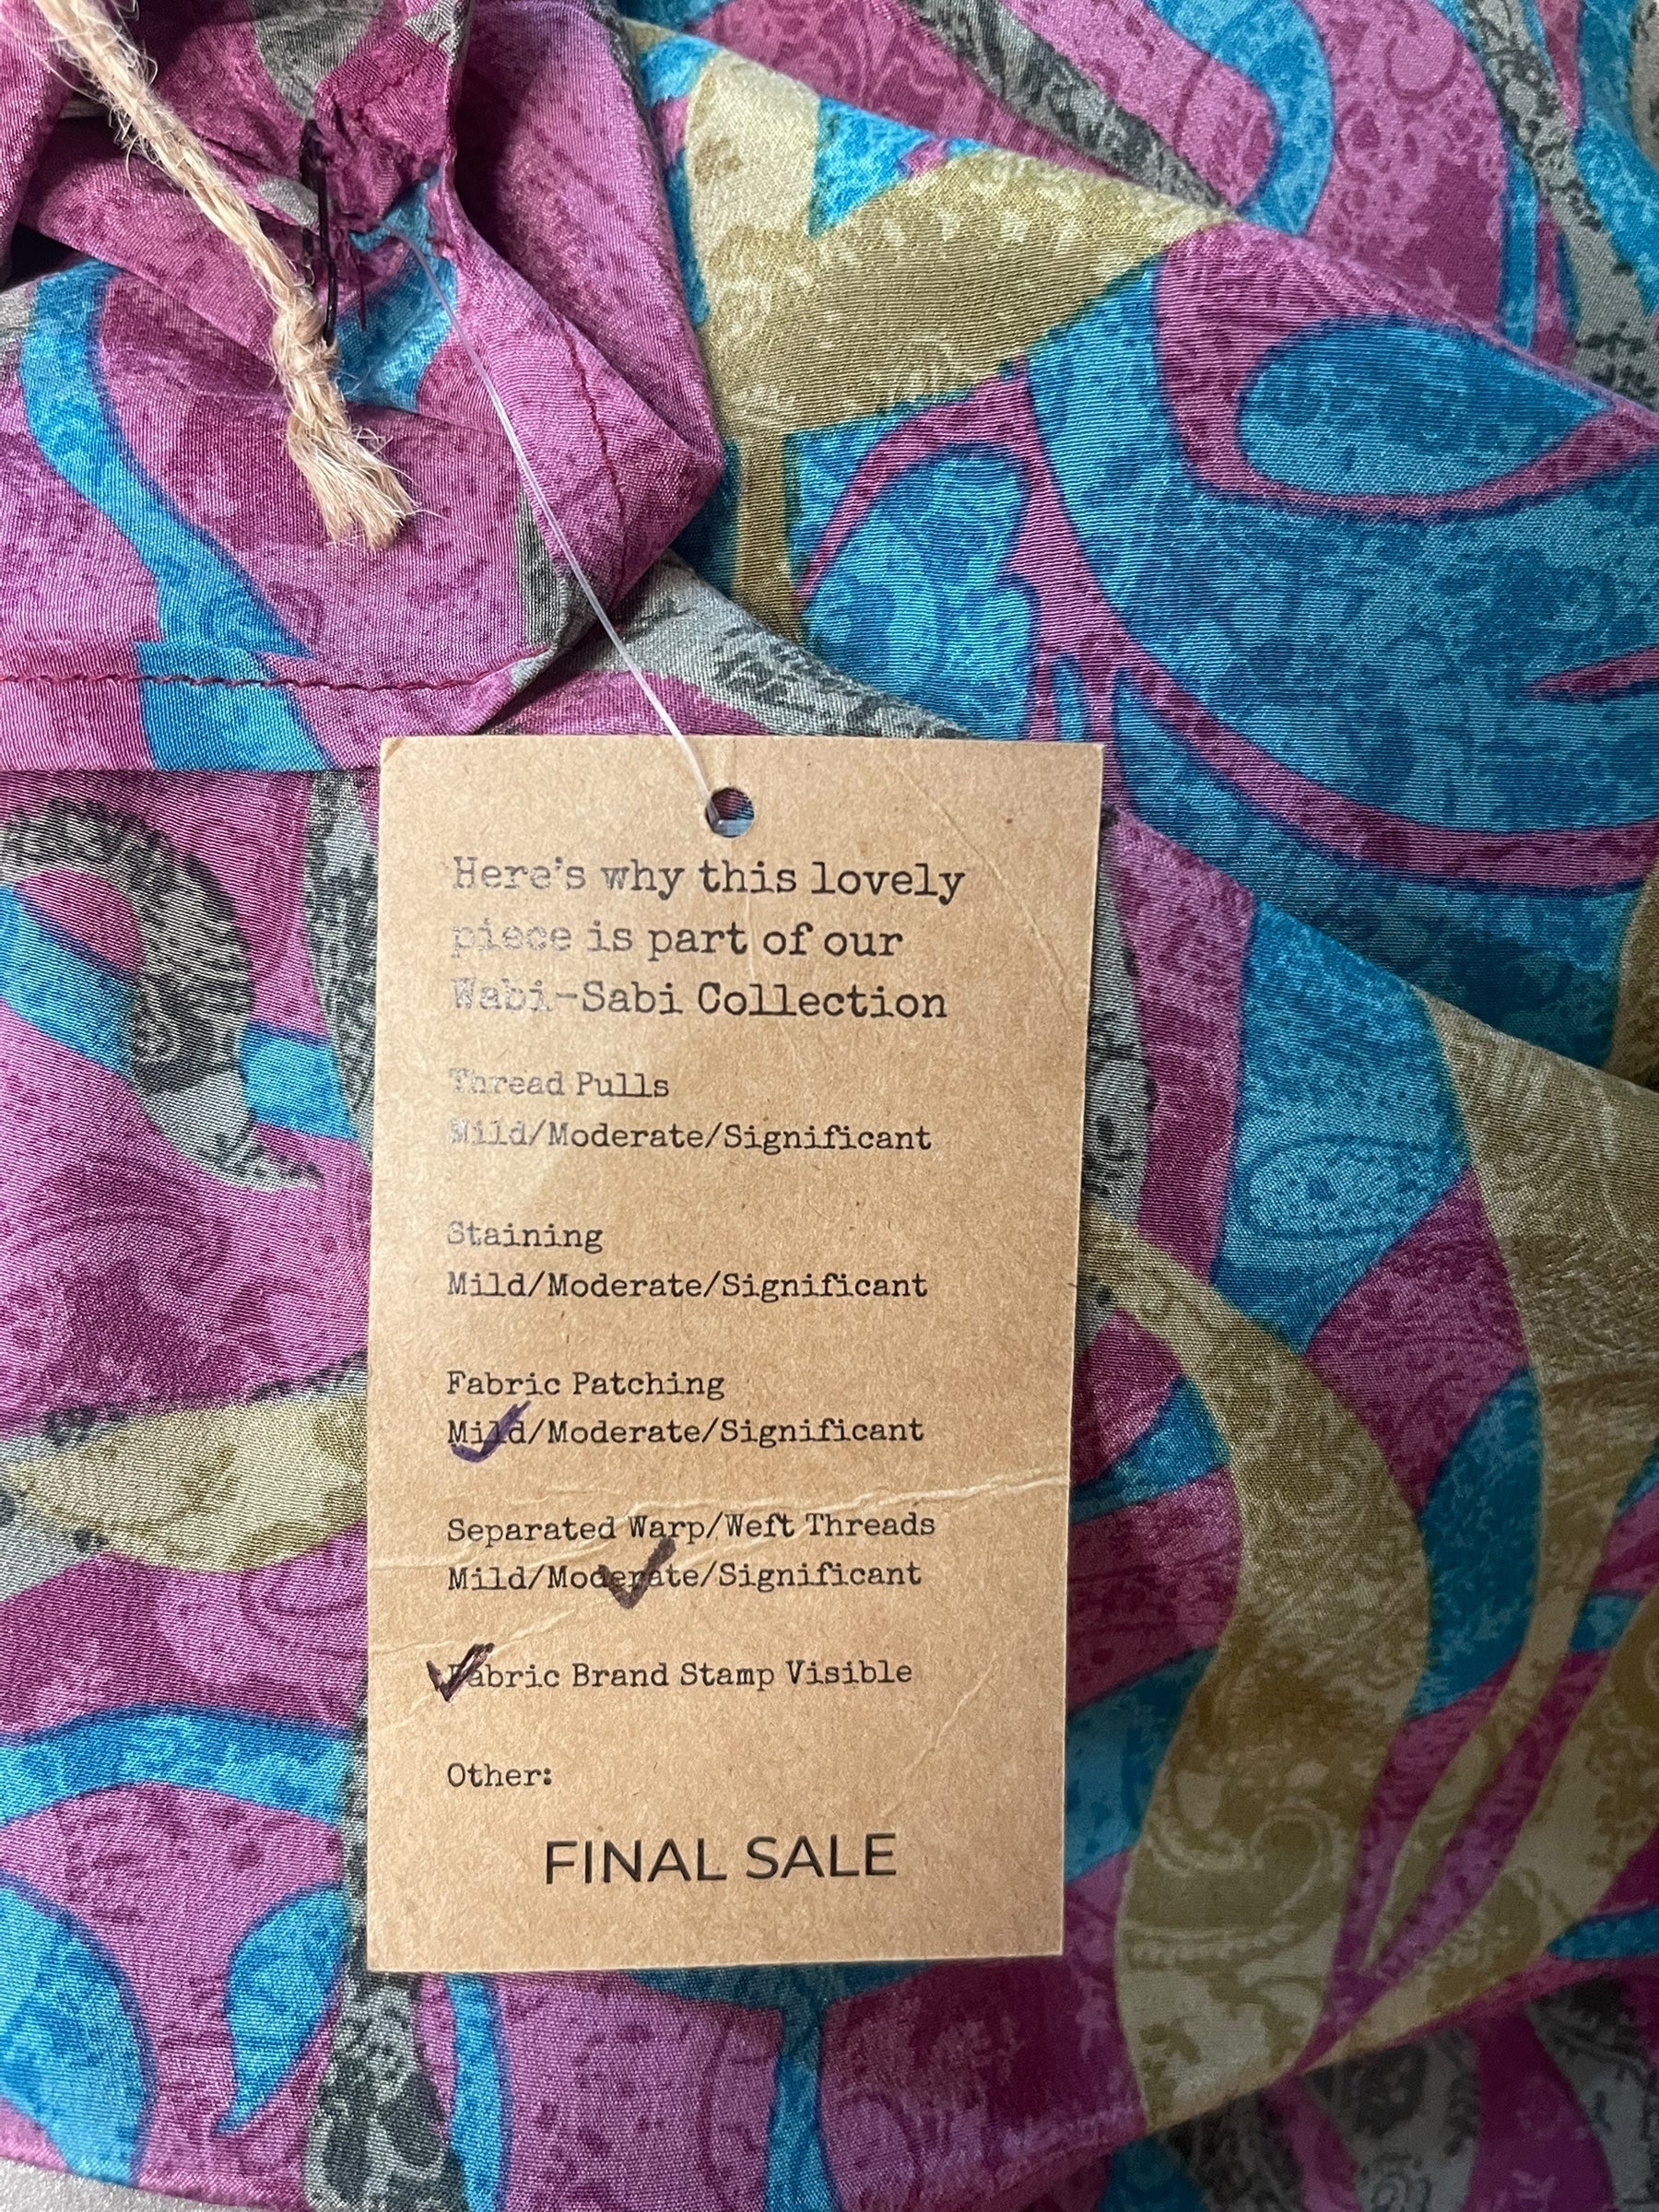 Here's why this lovely
piece is part of our
Wabi-Sabi Collection
Thread Pulls
Mild/Moderate/Significant
Staining
Mild/Moderate/Significant
Fabric Patching
Mild/Moderate/Significant
Separated Warp/Weft Threads
Mild/Moderate/Significant
Fabric Brand Stamp Visible
Other:
FINAL SALE